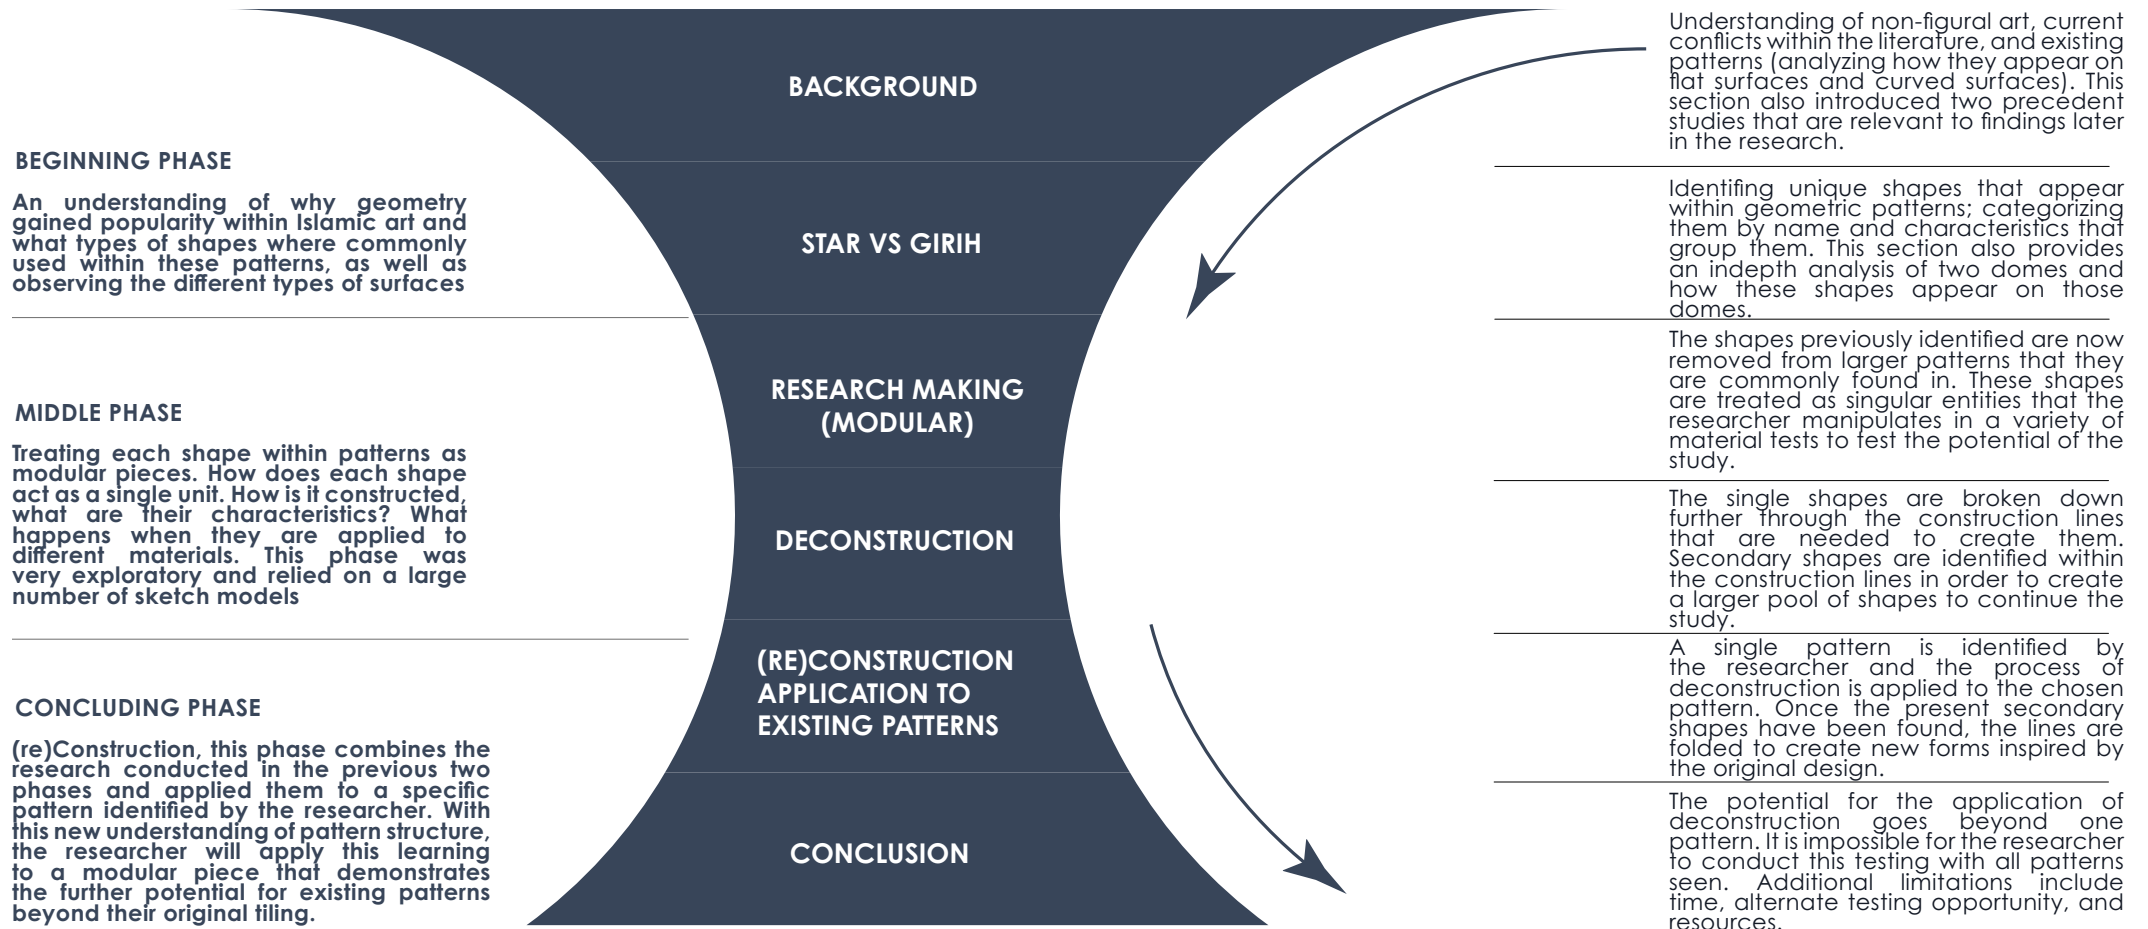 BEGINNING PHASE
An understanding of why geometry
gained popularity within Islamic art and
what types of shapes where commonly
used within these patterns, as well as
observing the different types of surfaces
MIDDLE PHASE
Treating each shape within patterns as
modular pieces. How does each shape
act as a single unit. How is it constructed,
what are their characteristics? What
happens when they are applied to
different materials. This phase was
very exploratory and relied on a large
number of sketch models
CONCLUDING PHASE
(re)Construction, this phase combines the
research conducted in the previous two
phases and applied them to a specific
pattern identified by the researcher. With
this new understanding of pattern structure,
the researcher will apply this learning
to a modular piece that demonstrates
the further potential for existing patterns
beyond their original tiling.
BACKGROUND
STAR VS GIRIH
RESEARCH MAKING
(MODULAR)
DECONSTRUCTION
(RE)CONSTRUCTION
APPLICATION TO
EXISTING PATTERNS
CONCLUSION
Understanding of non-figural art, current
conflicts within the literature, and existing
patterns (analyzing how they appear on
flat surfaces and curved surfaces). This
section also introduced two precedent
studies that are relevant to findings later
in the research.
Identifing unique shapes that appear
within geometric patterns; categorizing
them by name and characteristics that
group them. This section also provides
an indepth analysis of two domes and
how these shapes appear on those
domes.
The shapes previously identified are now
removed from larger patterns that they
are commonly found in. These shapes
are treated as singular entities that the
researcher manipulates in a variety of
material tests to test the potential of the
study.
The single shapes are broken down
further through the construction lines
that are needed to create them.
Secondary shapes are identified within
the construction lines in order to create
a larger pool of shapes to continue the
study.
A single pattern is identified by
the researcher and the process of
deconstruction is applied to the chosen
pattern. Once the present secondary
shapes have been found, the lines are
folded to create new forms inspired by
the original design.
The potential for the application of
deconstruction goes beyond one
pattern. It is impossible for the researcher
to conduct this testing with all patterns
seen. Additional limitations include
time, alternate testing opportunity, and
resources.